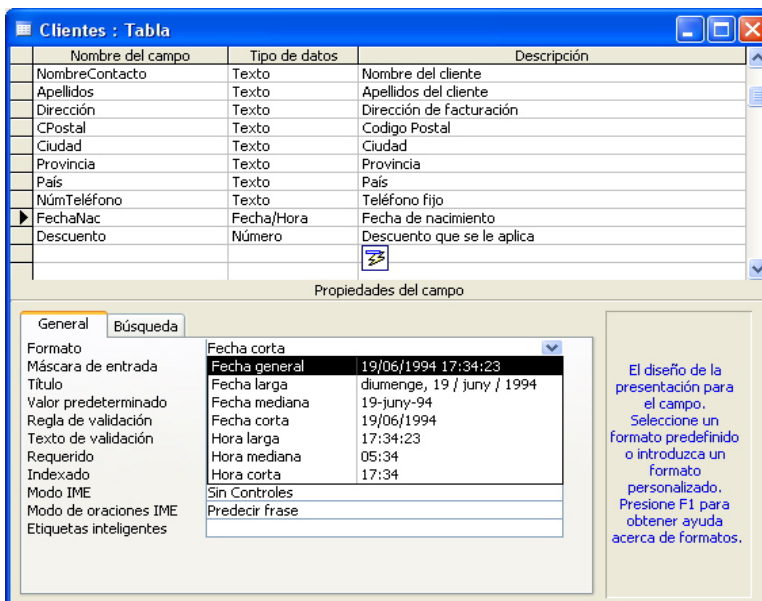 Clientes : Tabla
Nombre del campo Tipo de datos Descripción
NombreContacto Texto Nombre del cliente
Apellidos Texto Apellidos del cliente
Dirección Texto Dirección de facturación
CPostal Texto Codigo Postal
Ciudad Texto Ciudad
Provincia Texto Provincia
País Texto País
NúmTeléfono Texto Teléfono fijo
FechaNac Fecha/Hora Fecha de nacimiento
Descuento Número Descuento que se le aplica
Propiedades del campo
General Búsqueda
Formato Fecha corta
Máscara de entrada Fecha general 19/06/1994 17:34:23
Título Fecha larga diumenge, 19 / juny / 1994
Valor predeterminado Fecha mediana 19-juny-94
Regla de validación Fecha corta 19/06/1994
Texto de validación Hora larga 17:34:23
Requerido Hora mediana 05:34
Indexado Hora corta 17:34
Modo IME Sin Controles
Modo de oraciones IME Predecir frase
Etiquetas inteligentes
El diseño de la
presentación para
el campo.
Seleccione un
formato predefinido
o introduzca un
formato
personalizado.
Presione F1 para
obtener ayuda
acerca de formatos.